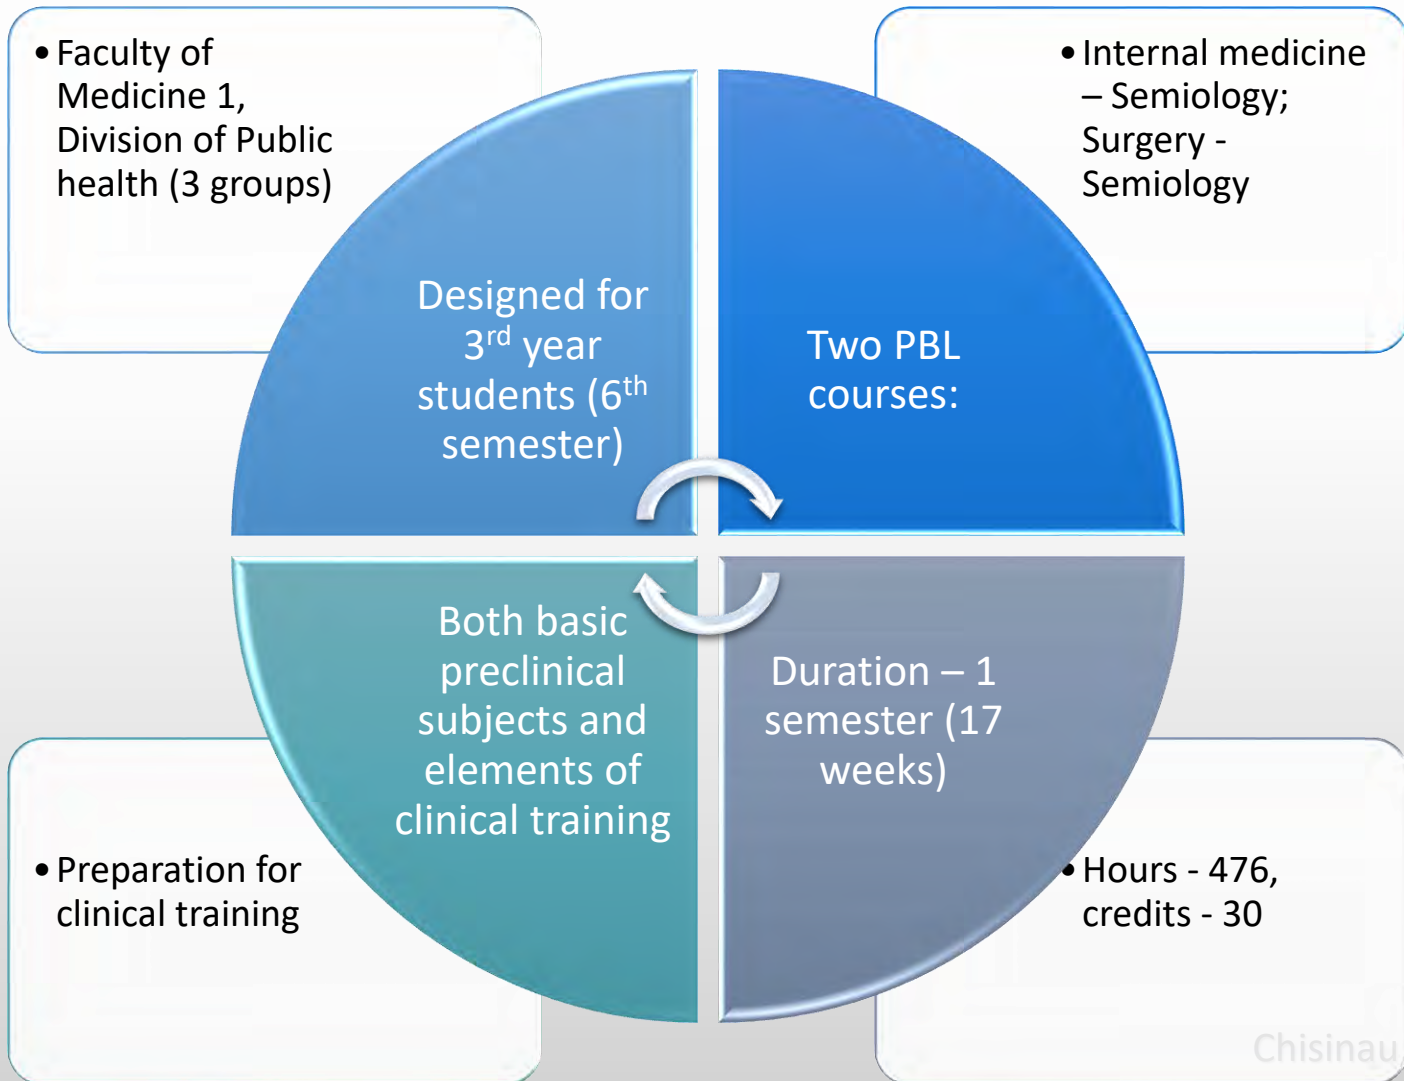 • Faculty of
Medicine 1,
Division of Public
health (3 groups)
• Internal medicine
– Semiology;
Surgery -
Semiology
Designed for
3rd year
students (6th
semester)
Two PBL
courses:
Both basic
preclinical
subjects and
elements of
clinical training
Duration – 1
semester (17
weeks)
• Preparation for
clinical training
• Hours - 476,
credits - 30
Chisinau,